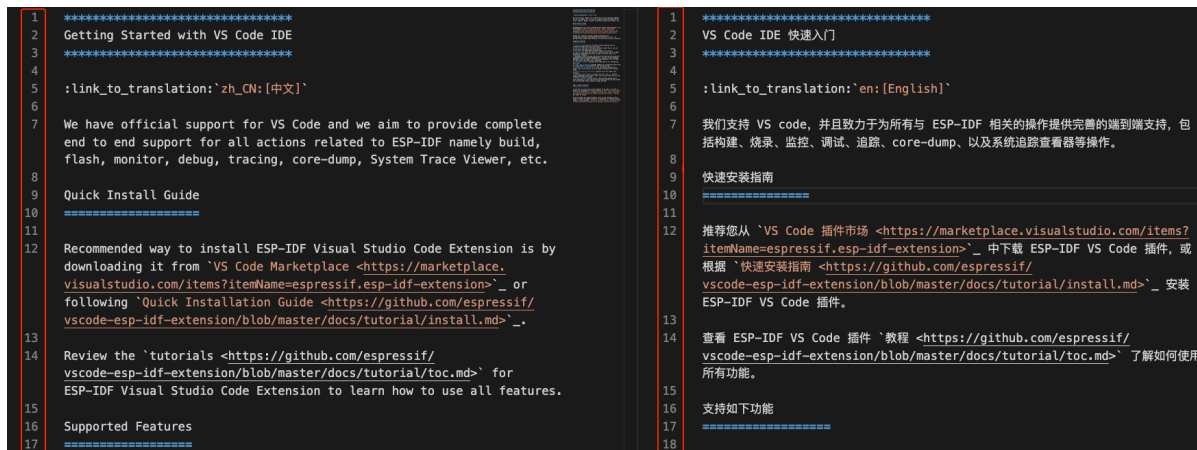 1 ********************************
2 Getting Started with VS Code IDE
3 ********************************
4
5 :link_to_translation:`zh_CN:[中文]`
6
7 We have official support for VS Code and we aim to provide complete
end to end support for all actions related to ESP-IDF namely build,
flash, monitor, debug, tracing, core-dump, System Trace Viewer, etc.
8
9 Quick Install Guide
10 ===================
11
12 Recommended way to install ESP-IDF Visual Studio Code Extension is by
downloading it from `VS Code Marketplace <https://marketplace.
visualstudio.com/items?itemName=espressif.esp-idf-extension>`_ or
following `Quick Installation Guide <https://github.com/espressif/
vscode-esp-idf-extension/blob/master/docs/tutorial/install.md>`_.
13
14 Review the `tutorials <https://github.com/espressif/
vscode-esp-idf-extension/blob/master/docs/tutorial/toc.md>` for
ESP-IDF Visual Studio Code Extension to learn how to use all features.
15
16 Supported Features
17 ==================
1 ********************************
2 VS Code IDE 快速入门
3 ********************************
4
5 :link_to_translation:`en:[English]`
6
7 我们支持 VS code，并且致力于为所有与 ESP-IDF 相关的操作提供完善的端到端支持，包
括构建、烧录、监控、调试、追踪、core-dump、以及系统追踪查看器等操作。
8
9 快速安装指南
10 ===============
11
12 推荐您从 `VS Code 插件市场 <https://marketplace.visualstudio.com/items?
itemName=espressif.esp-idf-extension>`_ 中下载 ESP-IDF VS Code 插件，或
根据 `快速安装指南 <https://github.com/espressif/
vscode-esp-idf-extension/blob/master/docs/tutorial/install.md>`_ 安装
ESP-IDF VS Code 插件。
13
14 查看 ESP-IDF VS Code 插件 `教程 <https://github.com/espressif/
vscode-esp-idf-extension/blob/master/docs/tutorial/toc.md>` 了解如何使用
所有功能。
15
16 支持如下功能
17 ==================
18